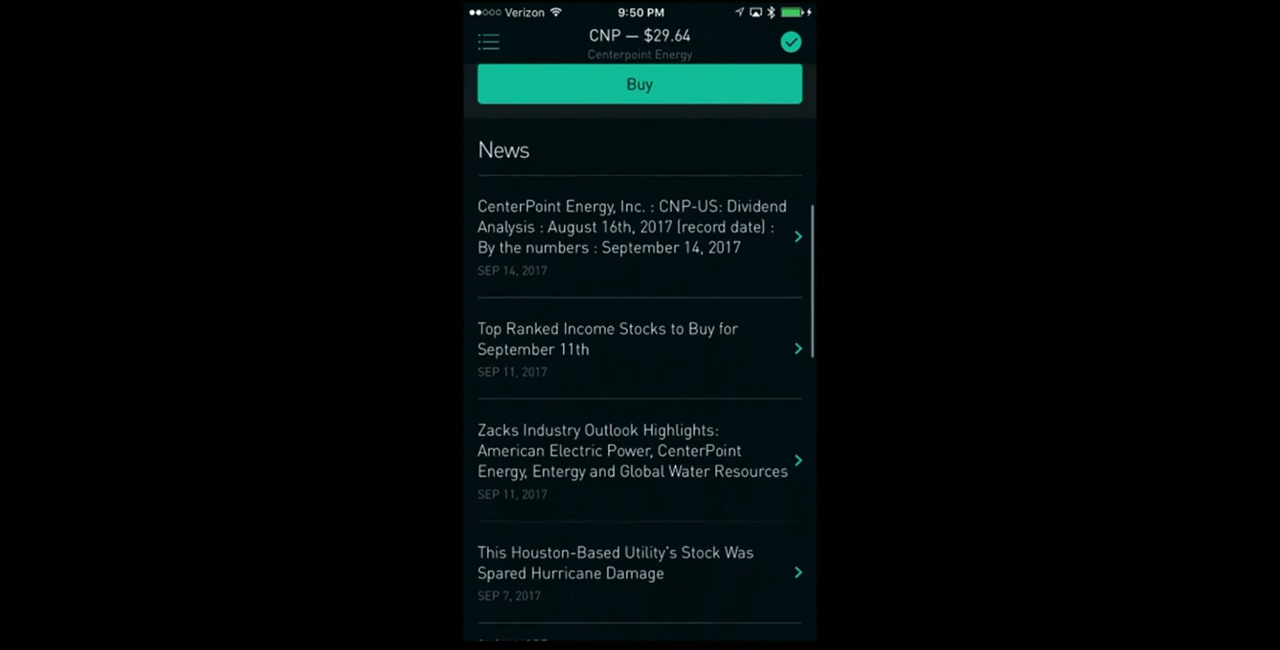 Verizon 9:50 PM
CNP — $29.64
Centerpoint Energy
Buy
News
CenterPoint Energy, Inc. : CNP-US: Dividend
Analysis : August 16th, 2017 (record date) :
By the numbers : September 14, 2017
SEP 14, 2017
Top Ranked Income Stocks to Buy for
September 11th
SEP 11, 2017
Zacks Industry Outlook Highlights:
American Electric Power, CenterPoint
Energy, Entergy and Global Water Resources
SEP 11, 2017
This Houston-Based Utility's Stock Was
Spared Hurricane Damage
SEP 7, 2017